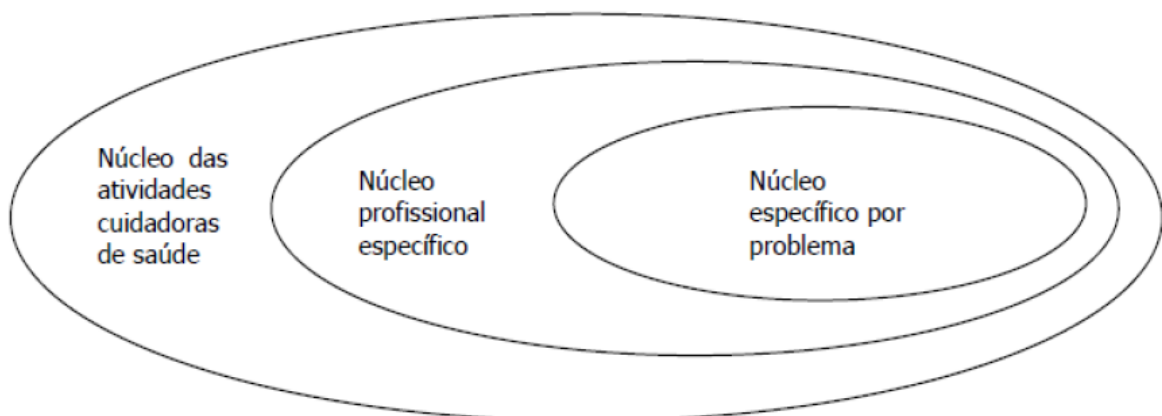 Núcleo das
atividades
cuidadoras
de saúde
Núcleo
profissional
específico
Núcleo
específico por
problema